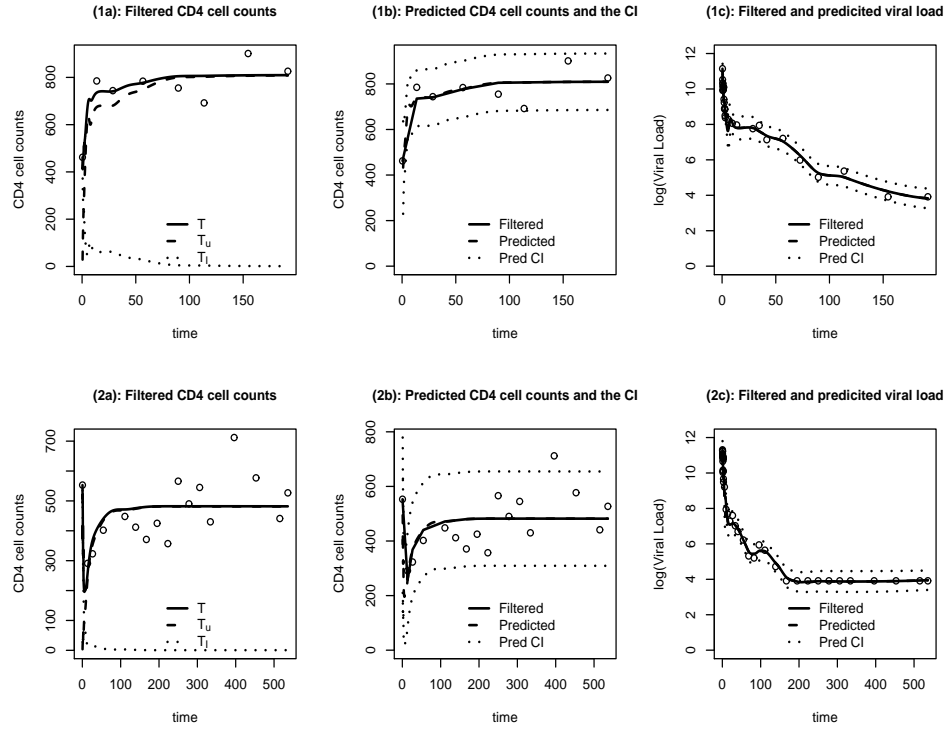 (1a): Filtered CD4 cell counts
CD4 cell counts
800
600
400
200
0
T
Tu
Tl
0 50 100 150
time
(1b): Predicted CD4 cell counts and the CI
CD4 cell counts
800
600
400
200
0
Filtered
Predicted
Pred CI
0 50 100 150
time
(1c): Filtered and predicited viral load
log(Viral Load)
12
10
8
6
4
2
0
Filtered
Predicted
Pred CI
0 50 100 150
time
(2a): Filtered CD4 cell counts
CD4 cell counts
700
500
300
100
0
T
Tu
Tl
0 100 200 300 400 500
time
(2b): Predicted CD4 cell counts and the CI
CD4 cell counts
800
600
400
200
0
Filtered
Predicted
Pred CI
0 100 200 300 400 500
time
(2c): Filtered and predicited viral load
log(Viral Load)
12
10
8
6
4
2
0
Filtered
Predicted
Pred CI
0 100 200 300 400 500
time